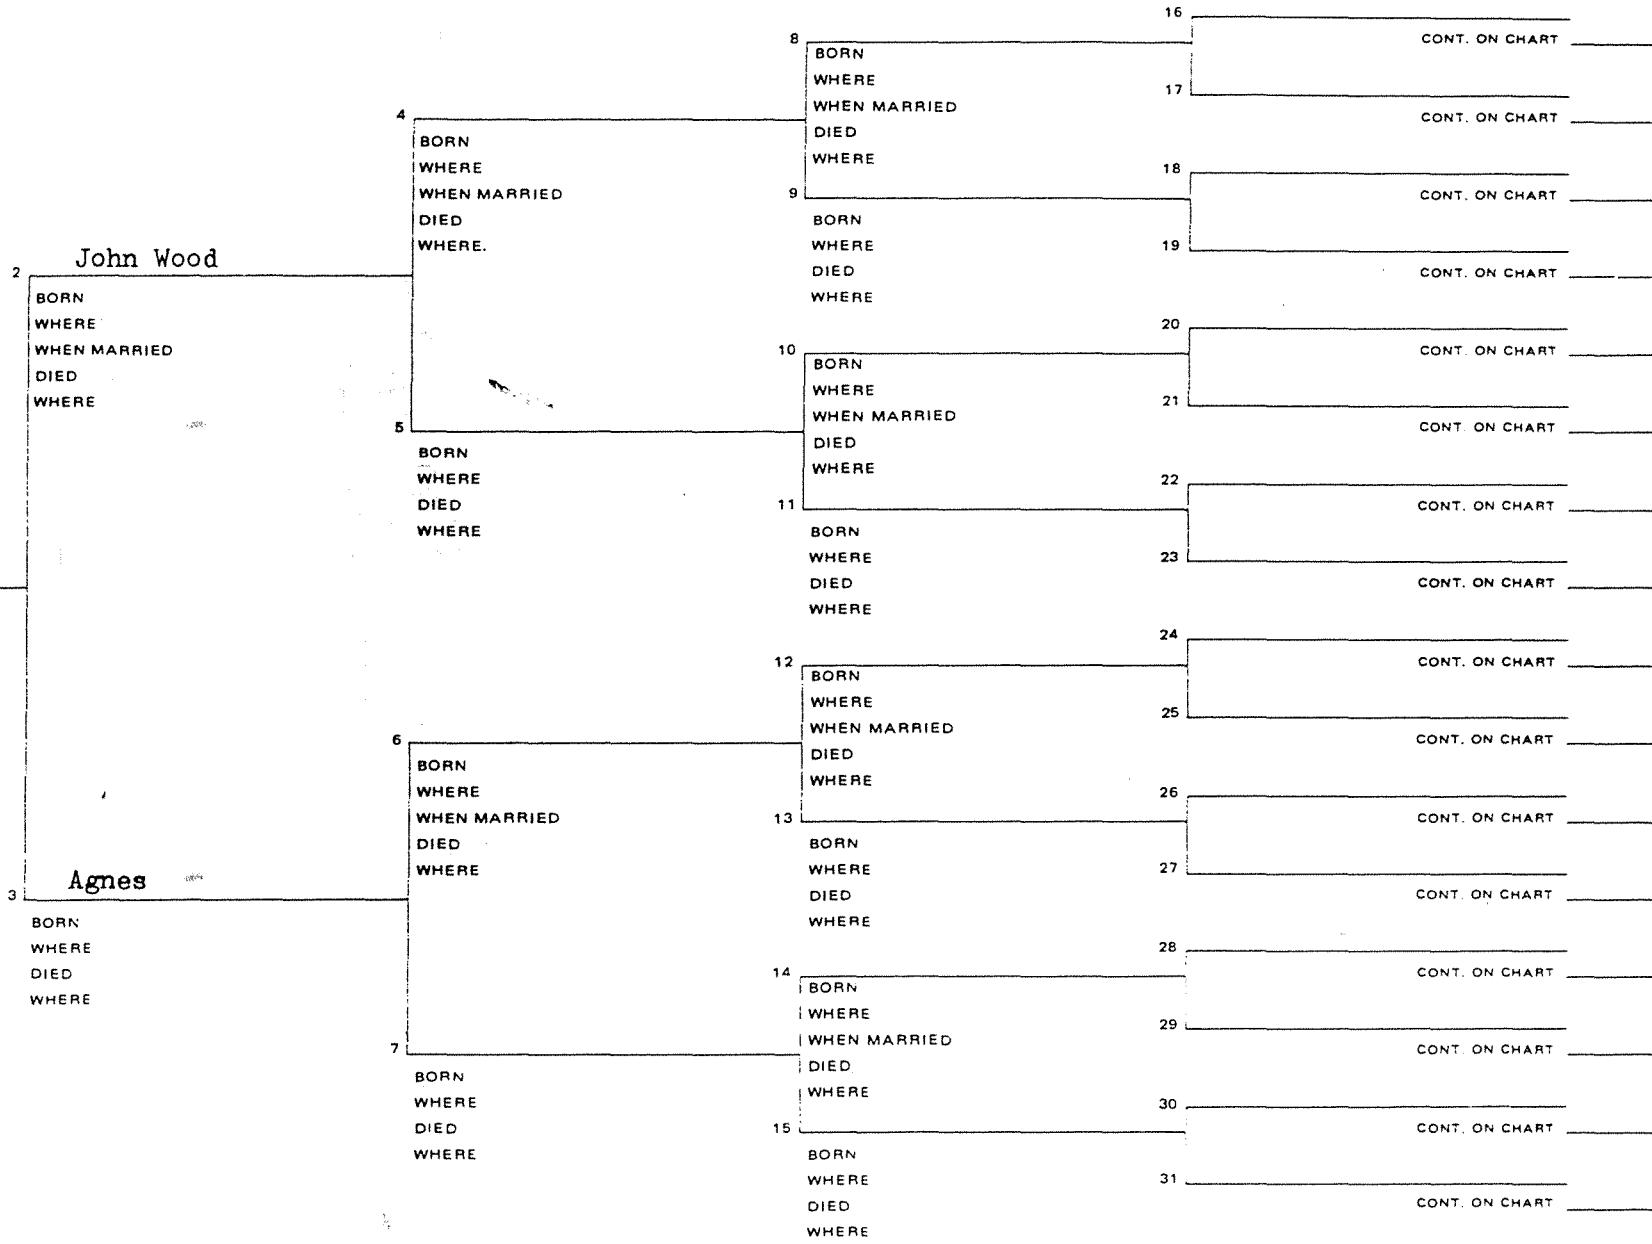 2 John Wood
BORN
WHERE
WHEN MARRIED
DIED
WHERE
3 Agnes
BORN
WHERE
DIED
WHERE
4
BORN
WHERE
WHEN MARRIED
DIED
WHERE.
5
BORN
WHERE
DIED
WHERE
6
BORN
WHERE
WHEN MARRIED
DIED
WHERE
7
BORN
WHERE
DIED
WHERE
8
BORN
WHERE
WHEN MARRIED
DIED
WHERE
9
BORN
WHERE
DIED
WHERE
10
BORN
WHERE
WHEN MARRIED
DIED
WHERE
11
BORN
WHERE
DIED
WHERE
12
BORN
WHERE
WHEN MARRIED
DIED
WHERE
13
BORN
WHERE
DIED
WHERE
14
BORN
WHERE
WHEN MARRIED
DIED
WHERE
15
BORN
WHERE
DIED
WHERE
16
CONT. ON CHART
17
CONT. ON CHART
18
CONT. ON CHART
19
CONT. ON CHART
20
CONT. ON CHART
21
CONT. ON CHART
22
CONT. ON CHART
23
CONT. ON CHART
24
CONT. ON CHART
25
CONT. ON CHART
26
CONT. ON CHART
27
CONT. ON CHART
28
CONT. ON CHART
29
CONT. ON CHART
30
CONT. ON CHART
31
CONT. ON CHART